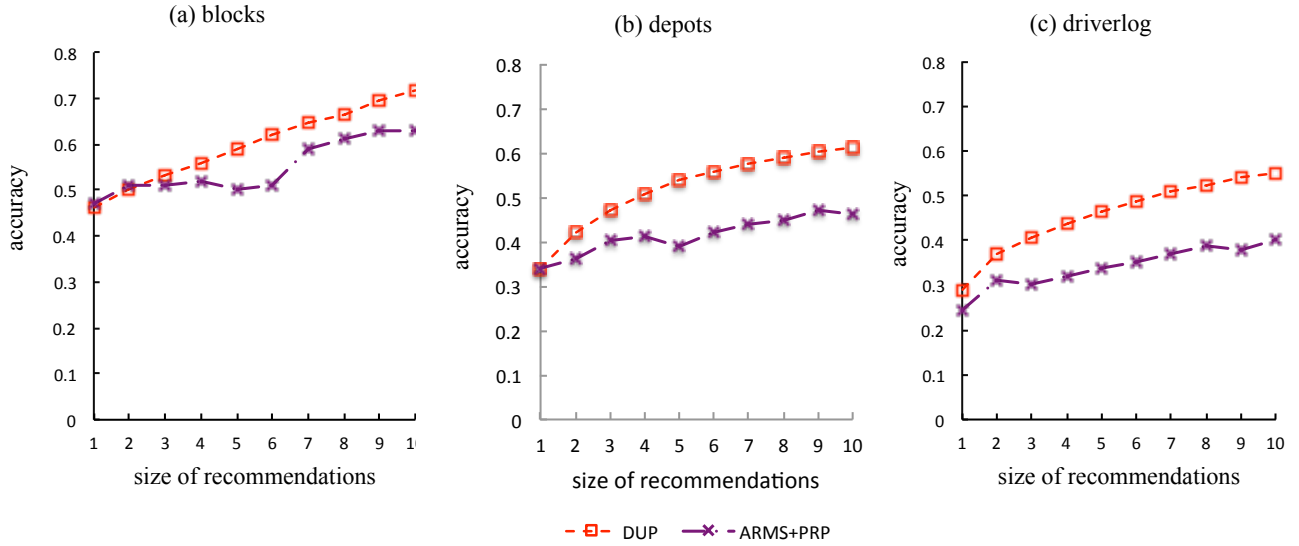 (a) blocks
accuracy
0.8
0.7
0.6
0.5
0.4
0.3
0.2
0.1
0
1 2 3 4 5 6 7 8 9 10
size of recommendations
(b) depots
accuracy
0.8
0.7
0.6
0.5
0.4
0.3
0.2
0.1
0
1 2 3 4 5 6 7 8 9 10
size of recommendations
(c) driverlog
accuracy
0.8
0.7
0.6
0.5
0.4
0.3
0.2
0.1
0
1 2 3 4 5 6 7 8 9 10
size of recommendations
DUP ARMS+PRP